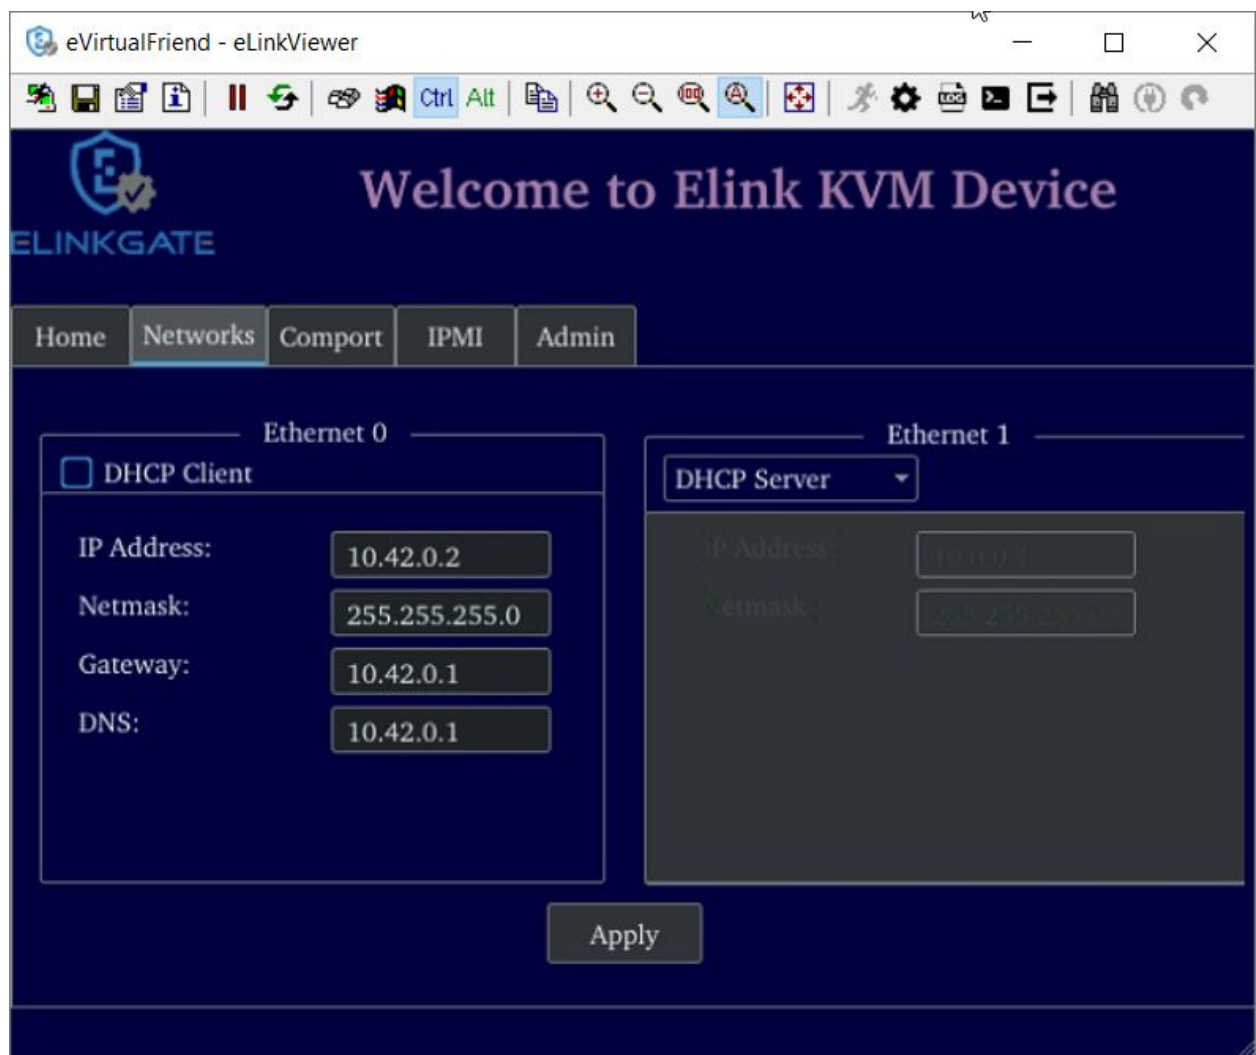 eVirtualFriend - eLinkViewer
Ctrl Alt
ELINKGATE
Welcome to Elink KVM Device
Home Networks Comport IPMI Admin
Ethernet 0
DHCP Client
IP Address: 10.42.0.2
Netmask: 255.255.255.0
Gateway: 10.42.0.1
DNS: 10.42.0.1
Ethernet 1
DHCP Server
IP Address:
Netmask
Apply